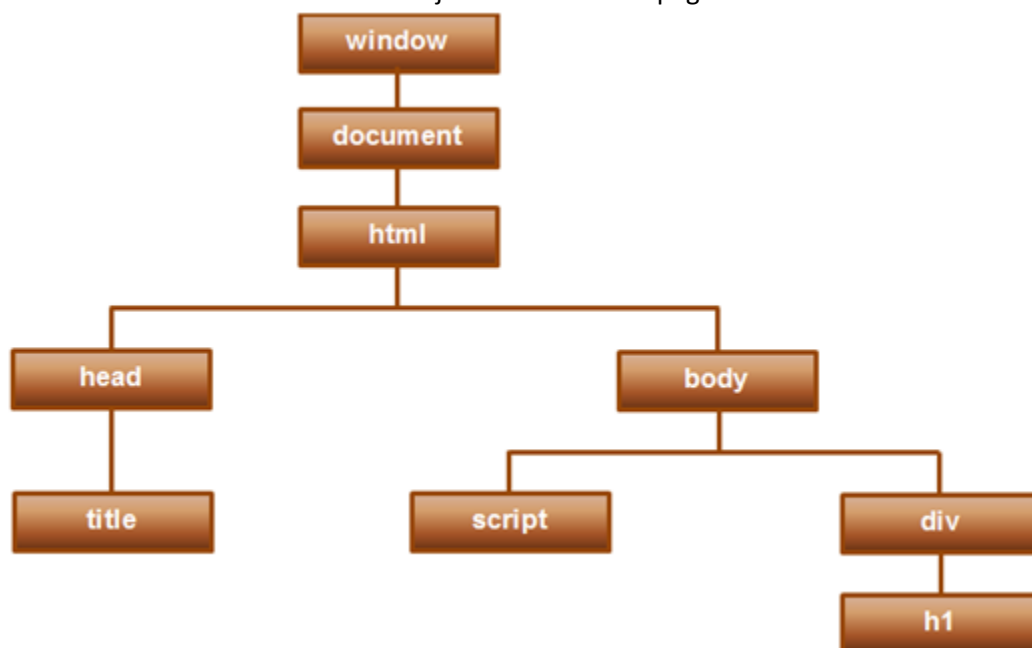 window
document
html
head
body
title
script
div
h1